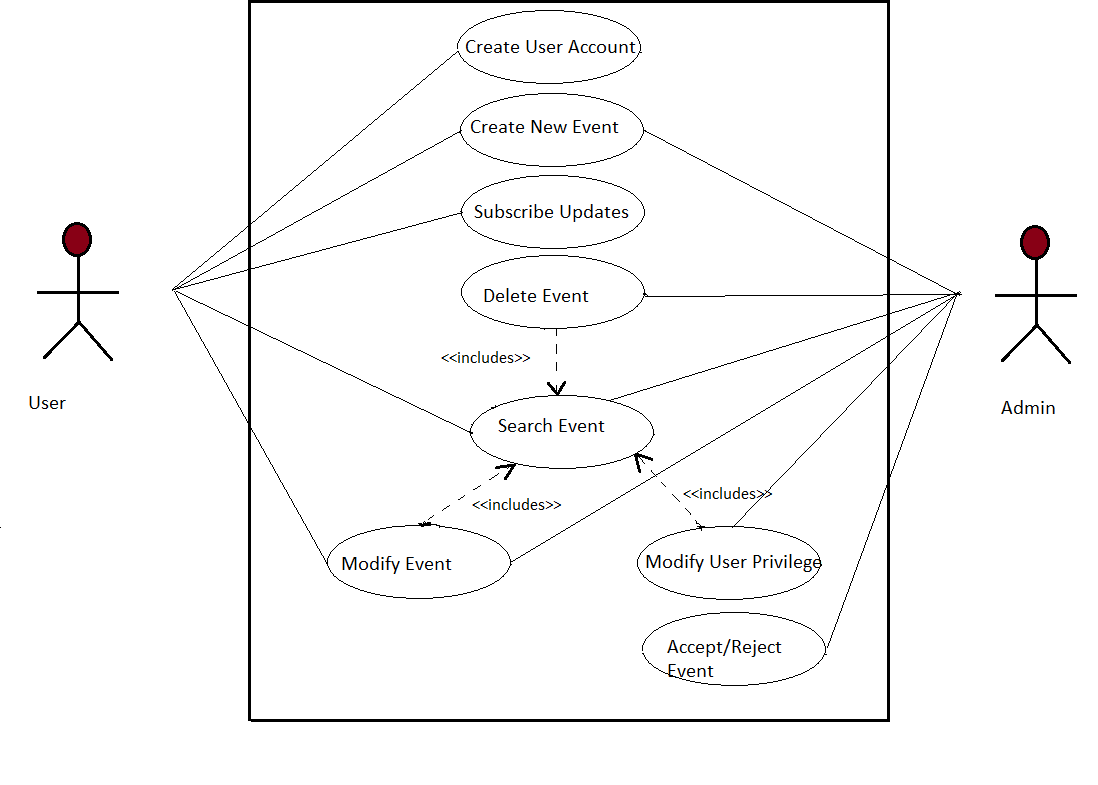 Create User Account
Create New Event
Subscribe Updates
Delete Event
<<includes>>
User
Admin
Search Event
<<includes>>
<<includes>>
Modify Event
Modify User Privilege
Accept/Reject
Event